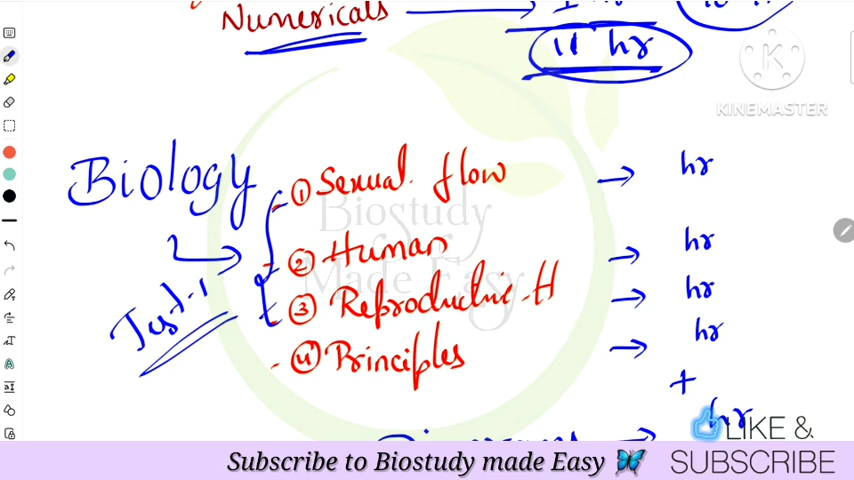 Numericals
11 hr
KINEMASTER
Biology
① Sexual flow → hr
② Human → hr
③ Reproductive H → hr
④ Principles → hr
Test-1
+
hr
Biostudy
Made Easy
LIKE &
SUBSCRIBE
Subscribe to Biostudy made Easy 🦋